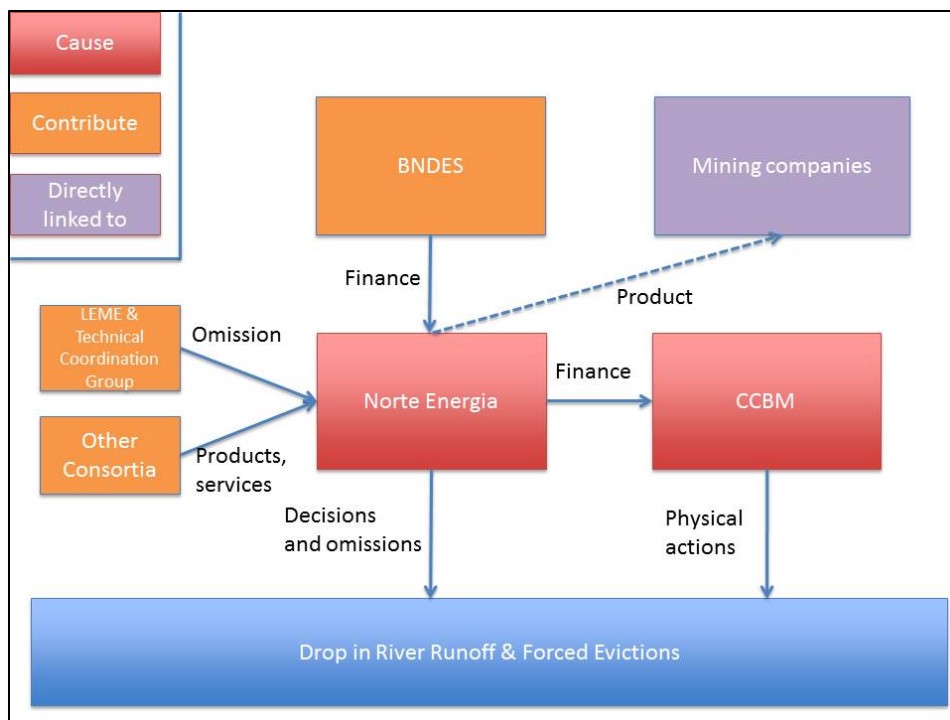 Cause
Contribute
Directly
linked to
BNDES
Mining companies
Finance
Product
LEME &
Technical
Coordination
Group
Omission
Norte Energia
Finance
CCBM
Other
Consortia
Products,
services
Decisions
and omissions
Physical
actions
Drop in River Runoff & Forced Evictions